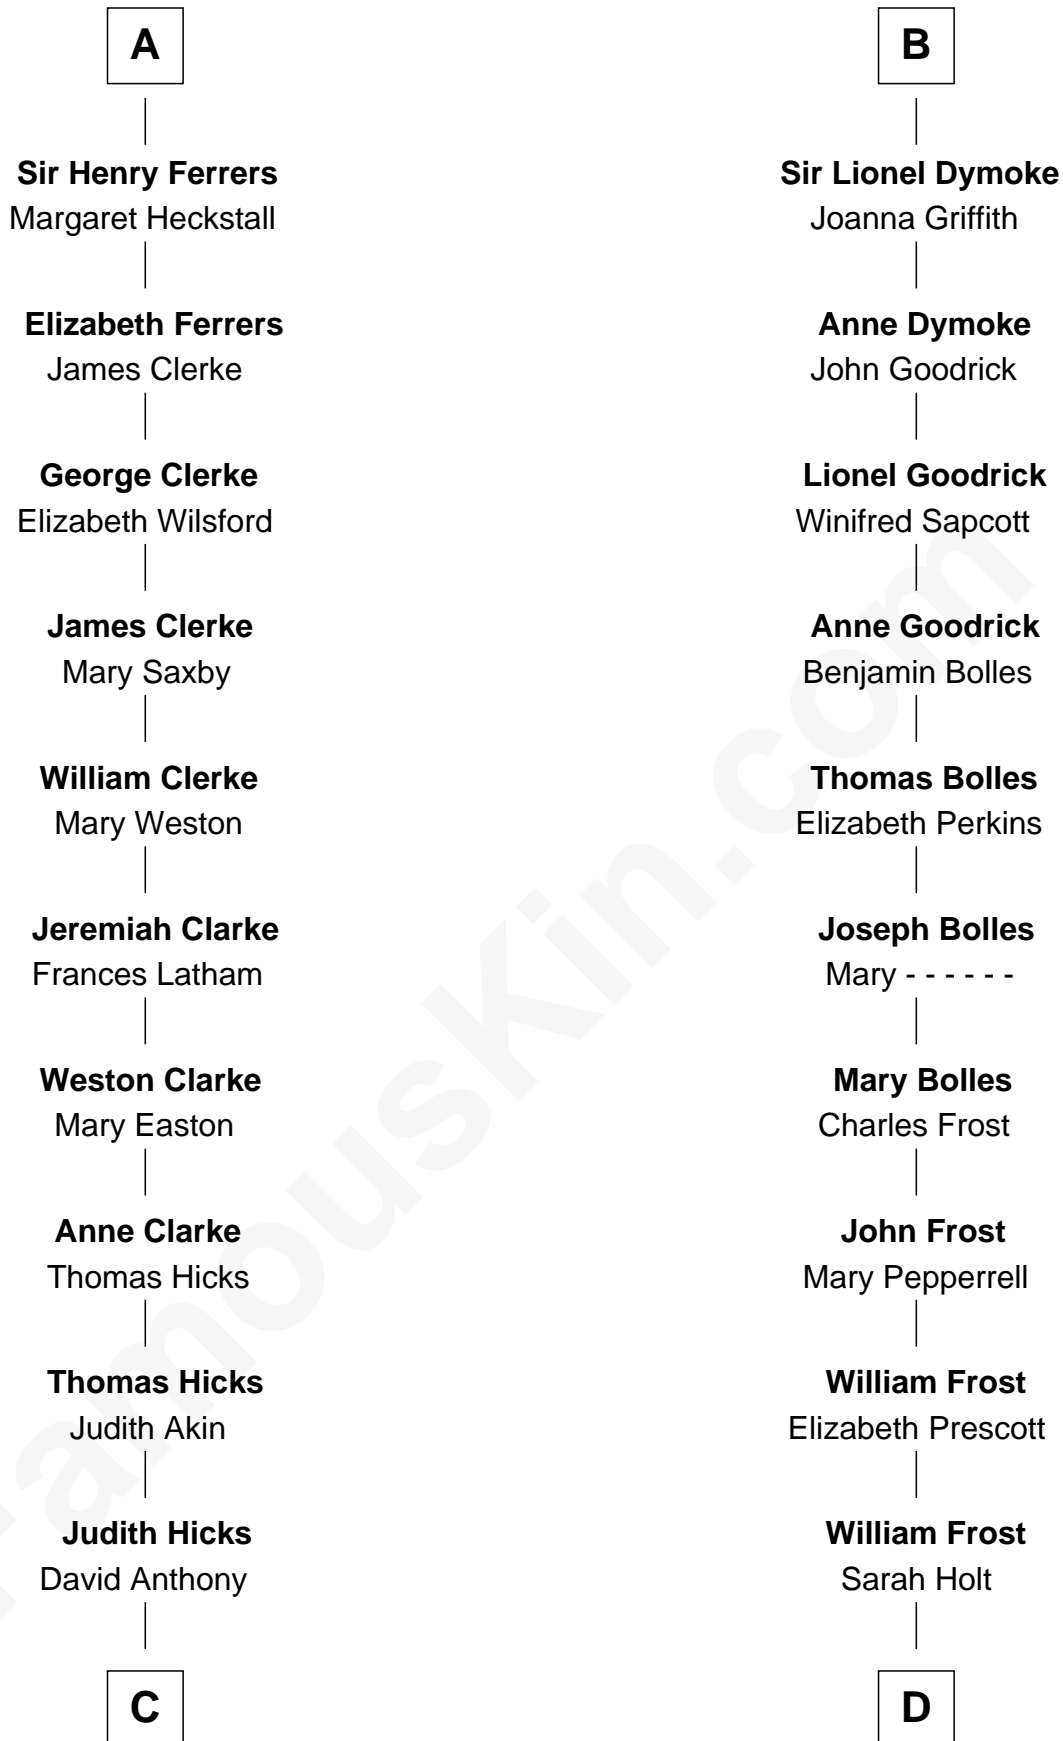 A
Sir Henry Ferrers
Margaret Heckstall
Elizabeth Ferrers
James Clerke
George Clerke
Elizabeth Wilsford
James Clerke
Mary Saxby
William Clerke
Mary Weston
Jeremiah Clarke
Frances Latham
Weston Clarke
Mary Easton
Anne Clarke
Thomas Hicks
Thomas Hicks
Judith Akin
Judith Hicks
David Anthony
C
B
Sir Lionel Dymoke
Joanna Griffith
Anne Dymoke
John Goodrick
Lionel Goodrick
Winifred Sapcott
Anne Goodrick
Benjamin Bolles
Thomas Bolles
Elizabeth Perkins
Joseph Bolles
Mary - - - - - -
Mary Bolles
Charles Frost
John Frost
Mary Pepperrell
William Frost
Elizabeth Prescott
William Frost
Sarah Holt
D
FamousKin.com